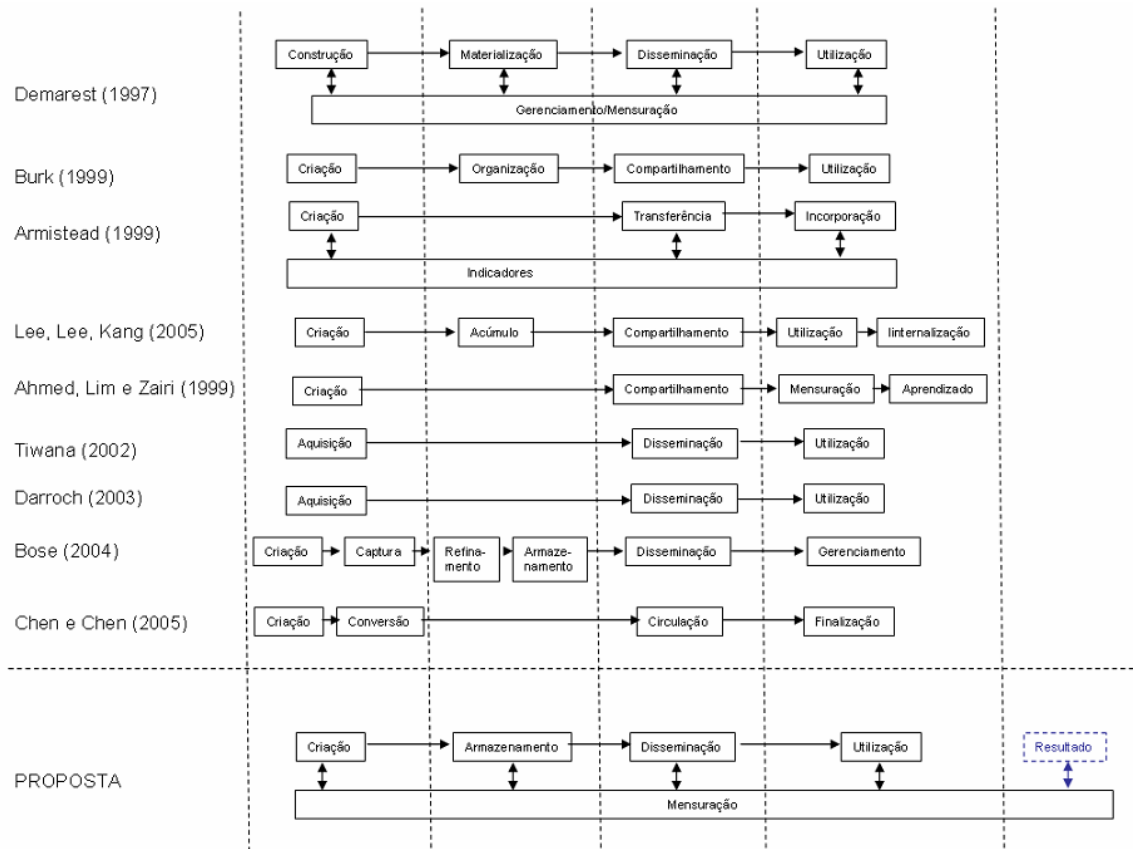 Construção
Materialização
Disseminação
Utilização
Demarest (1997)
Gerenciamento/Mensuração
Burk (1999)
Criação
Organização
Compartilhamento
Utilização
Armistead (1999)
Criação
Transferência
Incorporação
Indicadores
Lee, Lee, Kang (2005)
Criação
Acúmulo
Compartilhamento
Utilização
Iinternalização
Ahmed, Lim e Zairi (1999)
Criação
Compartilhamento
Mensuração
Aprendizado
Tiwana (2002)
Aquisição
Disseminação
Utilização
Darroch (2003)
Aquisição
Disseminação
Utilização
Bose (2004)
Criação
Captura
Refina-
mento
Armaze-
namento
Disseminação
Gerenciamento
Chen e Chen (2005)
Criação
Conversão
Circulação
Finalização
PROPOSTA
Criação
Armazenamento
Disseminação
Utilização
Resultado
Mensuração